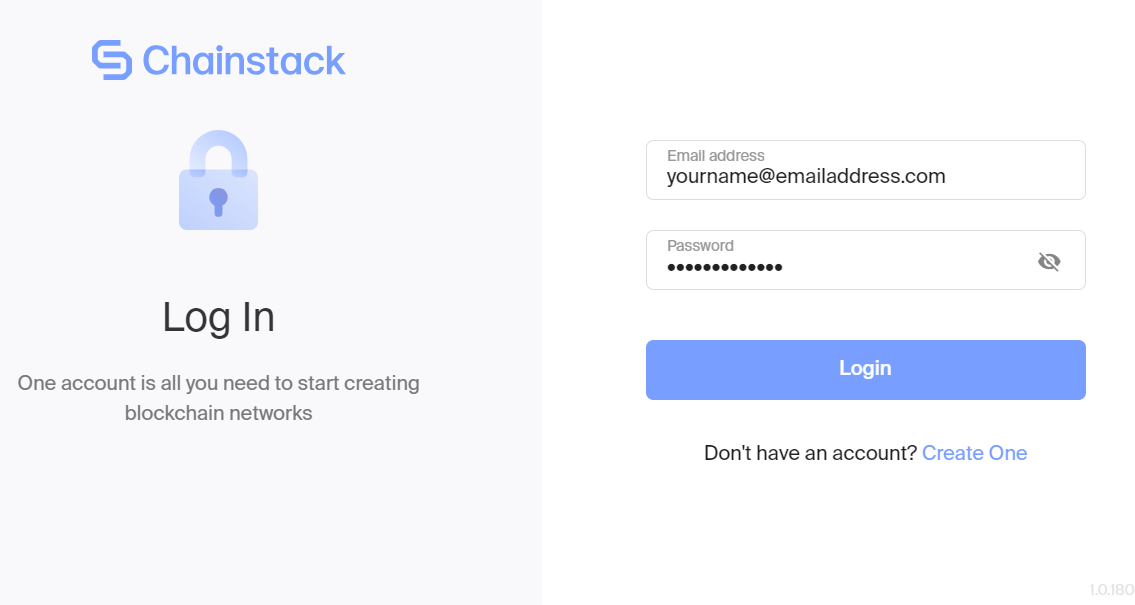 Chainstack
Log In
One account is all you need to start creating
blockchain networks
Email address
yourname@emailaddress.com
Password
•••••••••••••
Login
Don't have an account? Create One
1.0.180